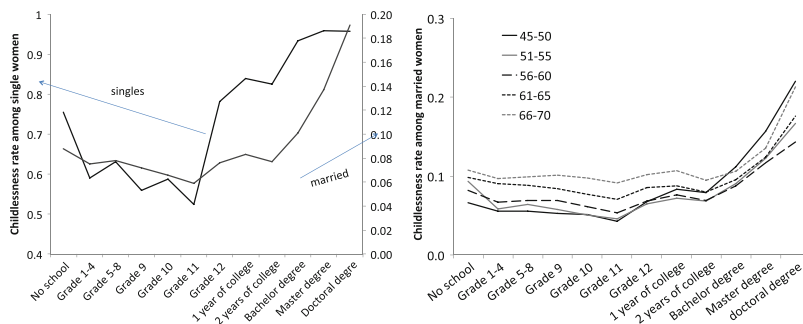 Childlessness rate among single women
1
0.9
0.8
0.7
0.6
0.5
0.4
0.20
0.18
0.16
0.14
0.12
0.10
0.08
0.06
0.04
0.02
0.00
singles
married
No school
Grade 1-4
Grade 5-8
Grade 9
Grade 10
Grade 11
Grade 12
1 year of college
2 years of college
Bachelor degree
Master degree
Doctoral degre
Childlessness rate among married women
0.3
0.2
0.1
0.0
45-50
51-55
56-60
61-65
66-70
No school
Grade 1-4
Grade 5-8
Grade 9
Grade 10
Grade 11
Grade 12
1 year of college
2 years of college
Bachelor degree
Master degree
doctoral degree